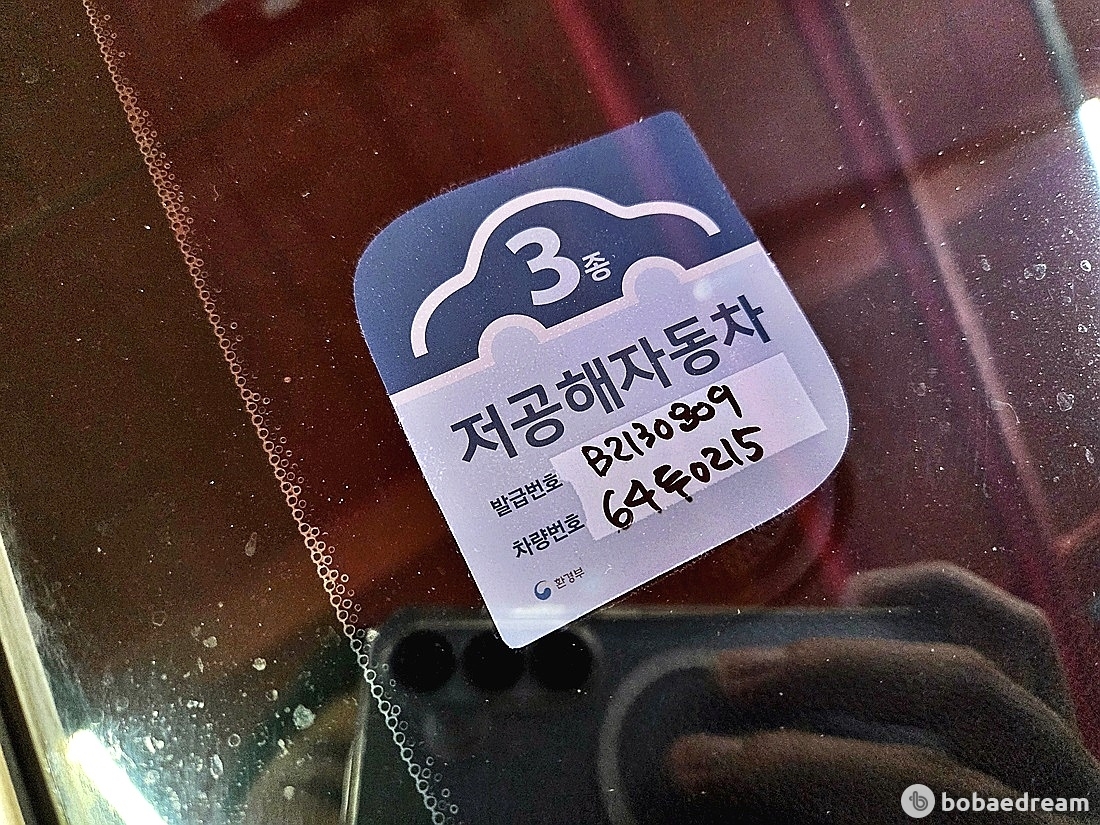 3종
저공해자동차
발급번호 B2130809
차량번호 64두0215
환경부
bobaedream